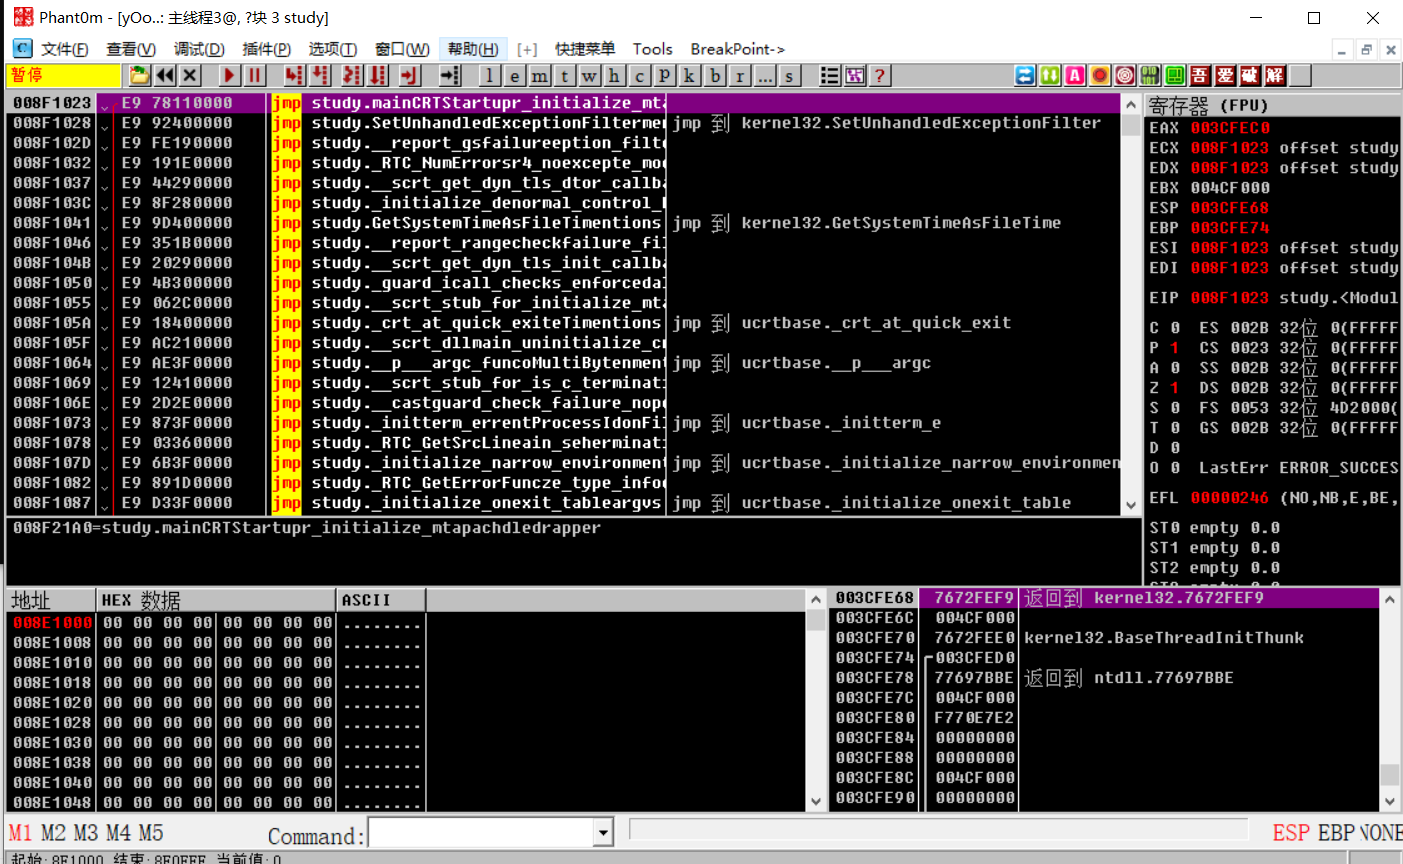 Phant0m - [yOo..: 主线程3@, ?块 3 study]
文件(F) 查看(V) 调试(D) 插件(P) 选项(T) 窗口(W) 帮助(H) [+] 快捷菜单 Tools BreakPoint->
暂停 l e m t w h c p k b r ... s ? A 吾 爱 破 解
008F1023 E9 78110000 jmp study.mainCRTStartupr_initialize_mta
008F1028 E9 92400000 jmp study.SetUnhandledExceptionFiltermen jmp 到 kernel32.SetUnhandledExceptionFilter
008F102D E9 FE190000 jmp study.__report_gsfailureeption_filte
008F1032 E9 191E0000 jmp study._RTC_NumErrorsr4_noexcepte_mod
008F1037 E9 44290000 jmp study.__scrt_get_dyn_tls_dtor_callba
008F103C E9 8F280000 jmp study._initialize_denormal_control_
008F1041 E9 9D400000 jmp study.GetSystemTimeAsFileTimentions jmp 到 kernel32.GetSystemTimeAsFileTime
008F1046 E9 351B0000 jmp study.__report_rangecheckfailure_fil
008F104B E9 20290000 jmp study.__scrt_get_dyn_tls_init_callba
008F1050 E9 4B300000 jmp study._guard_icall_checks_enforcedal
008F1055 E9 062C0000 jmp study.__scrt_stub_for_initialize_mta
008F105A E9 18400000 jmp study._crt_at_quick_exiteTimentions jmp 到 ucrtbase._crt_at_quick_exit
008F105F E9 AC210000 jmp study.__scrt_dllmain_uninitialize_c
008F1064 E9 AE3F0000 jmp study.__p___argc_funcoMultiBytenment jmp 到 ucrtbase.__p___argc
008F1069 E9 12410000 jmp study.__scrt_stub_for_is_c_terminati
008F106E E9 2D2E0000 jmp study.__castguard_check_failure_nopd
008F1073 E9 873F0000 jmp study._initterm_errentProcessIdonFil jmp 到 ucrtbase._initterm_e
008F1078 E9 03360000 jmp study._RTC_GetSrcLineain_seherminati
008F107D E9 6B3F0000 jmp study._initialize_narrow_environment jmp 到 ucrtbase._initialize_narrow_environmen
008F1082 E9 891D0000 jmp study._RTC_GetErrorFuncze_type_infoe
008F1087 E9 D33F0000 jmp study._initialize_onexit_tableargvs jmp 到 ucrtbase._initialize_onexit_table
008F21A0=study.mainCRTStartupr_initialize_mtapachdledrapper
寄存器 (FPU)
EAX 003CFEC0
ECX 008F1023 offset study
EDX 008F1023 offset study
EBX 004CF000
ESP 003CFE68
EBP 003CFE74
ESI 008F1023 offset study
EDI 008F1023 offset study
EIP 008F1023 study.<Modul
C 0 ES 002B 32位 0(FFFFF
P 1 CS 0023 32位 0(FFFFF
A 0 SS 002B 32位 0(FFFFF
Z 1 DS 002B 32位 0(FFFFF
S 0 FS 0053 32位 4D2000(
T 0 GS 002B 32位 0(FFFFF
D 0
O 0 LastErr ERROR_SUCCES
EFL 00000246 (NO,NB,E,BE,
ST0 empty 0.0
ST1 empty 0.0
ST2 empty 0.0
地址 HEX 数据 ASCII
008E1000 00 00 00 00 00 00 00 00 ........
008E1008 00 00 00 00 00 00 00 00 ........
008E1010 00 00 00 00 00 00 00 00 ........
008E1018 00 00 00 00 00 00 00 00 ........
008E1020 00 00 00 00 00 00 00 00 ........
008E1028 00 00 00 00 00 00 00 00 ........
008E1030 00 00 00 00 00 00 00 00 ........
008E1038 00 00 00 00 00 00 00 00 ........
008E1040 00 00 00 00 00 00 00 00 ........
008E1048 00 00 00 00 00 00 00 00 ........
003CFE68 7672FEF9 返回到 kernel32.7672FEF9
003CFE6C 004CF000
003CFE70 7672FEE0 kernel32.BaseThreadInitThunk
003CFE74 003CFED0
003CFE78 77697BBE 返回到 ntdll.77697BBE
003CFE7C 004CF000
003CFE80 F770E7E2
003CFE84 00000000
003CFE88 00000000
003CFE8C 004CF000
003CFE90 00000000
M1 M2 M3 M4 M5 Command: ESP EBP NONE
起始:8E1000 结束:8E0FFF 当前值:0